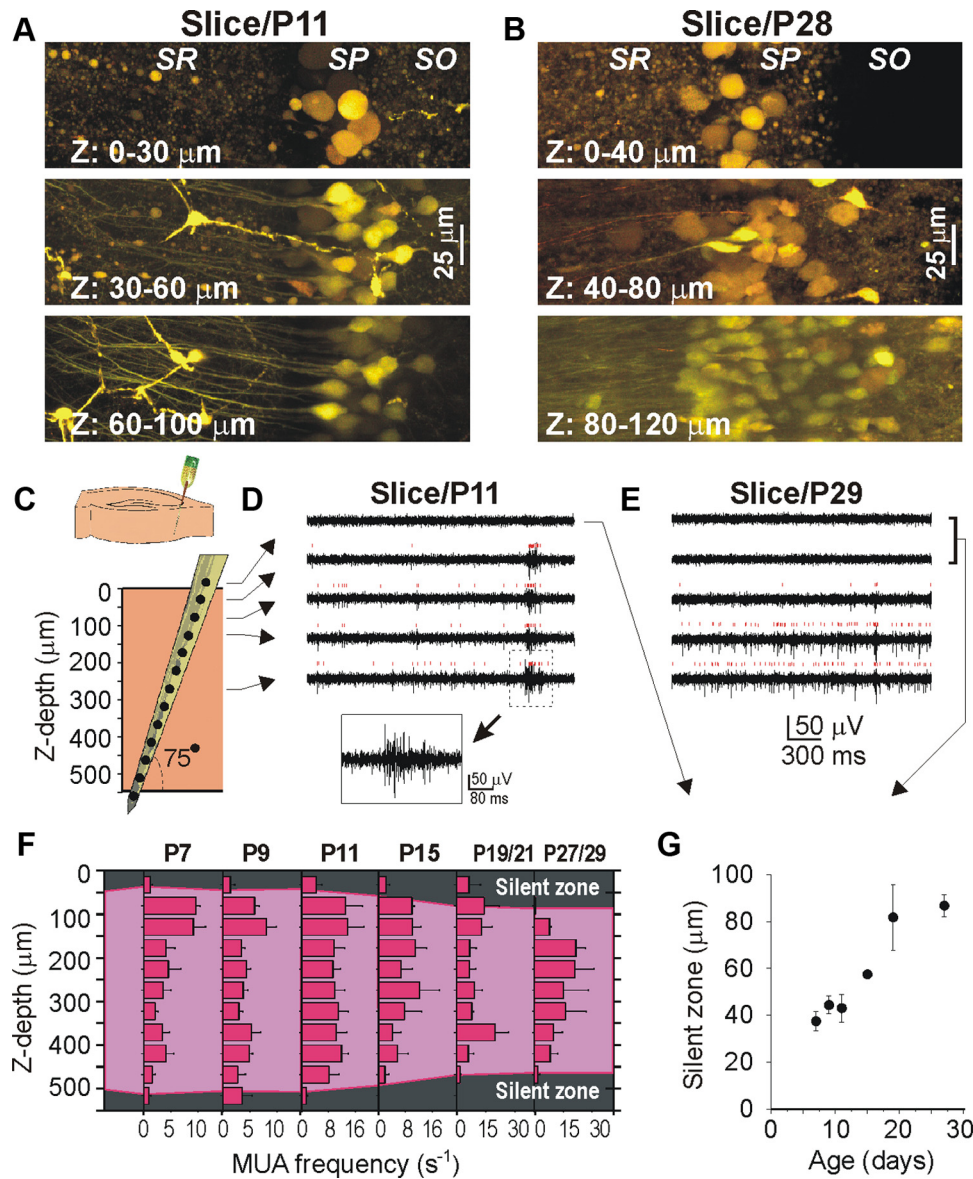 A
Slice/P11
SR SP SO
Z: 0-30 μm
Z: 30-60 μm
25 μm
Z: 60-100 μm
B
Slice/P28
SR SP SO
Z: 0-40 μm
Z: 40-80 μm
25 μm
Z: 80-120 μm
C
Z-depth (μm)
0
100
200
300
400
500
75°
D
Slice/P11
50 μV
80 ms
E
Slice/P29
50 μV
300 ms
F
P7 P9 P11 P15 P19/21 P27/29
Z-depth (μm)
0
100
200
300
400
500
Silent zone
Silent zone
0 5 10 0 5 10 0 8 16 0 8 16 0 15 30 0 15 30
MUA frequency (s⁻¹)
G
Silent zone (μm)
100
80
60
40
20
0
0 10 20 30
Age (days)